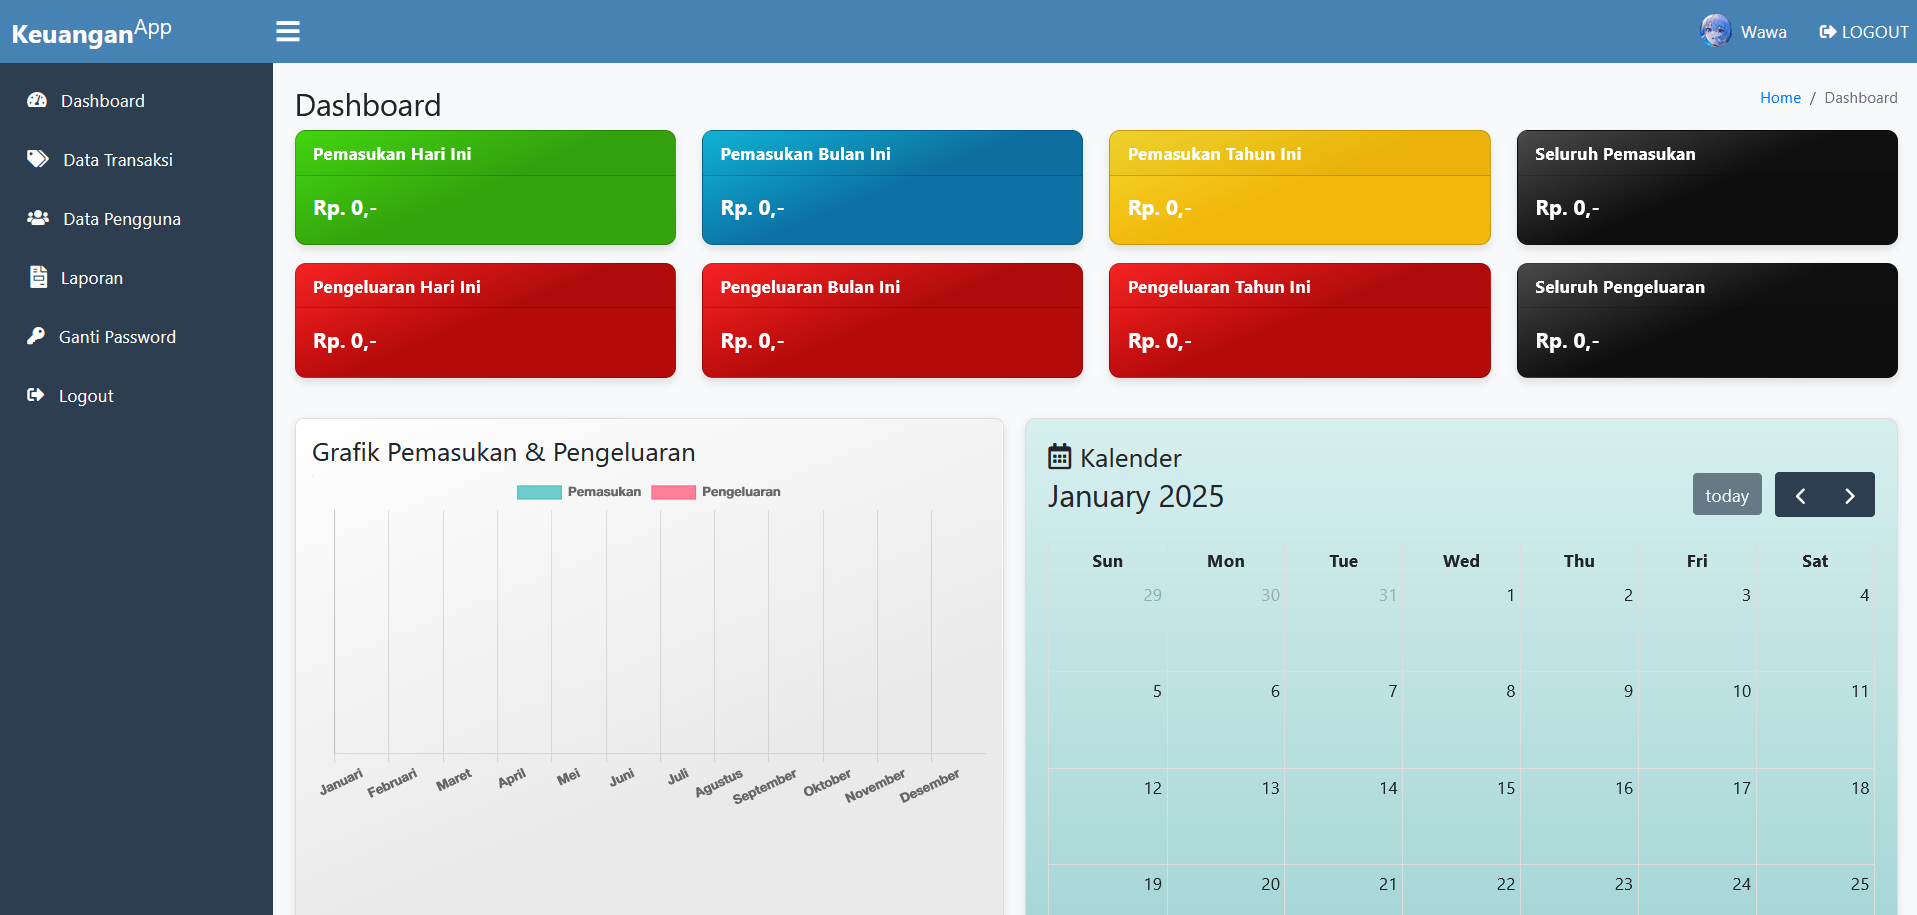 KeuanganApp
Wawa
LOGOUT
Dashboard
Data Transaksi
Data Pengguna
Laporan
Ganti Password
Logout
Dashboard
Home / Dashboard
Pemasukan Hari Ini
Rp. 0,-
Pemasukan Bulan Ini
Rp. 0,-
Pemasukan Tahun Ini
Rp. 0,-
Seluruh Pemasukan
Rp. 0,-
Pengeluaran Hari Ini
Rp. 0,-
Pengeluaran Bulan Ini
Rp. 0,-
Pengeluaran Tahun Ini
Rp. 0,-
Seluruh Pengeluaran
Rp. 0,-
Grafik Pemasukan & Pengeluaran
Pemasukan Pengeluaran
Januari Februari Maret April Mei Juni Juli Agustus September Oktober November Desember
Kalender
January 2025
today
Sun Mon Tue Wed Thu Fri Sat
29 30 31 1 2 3 4
5 6 7 8 9 10 11
12 13 14 15 16 17 18
19 20 21 22 23 24 25